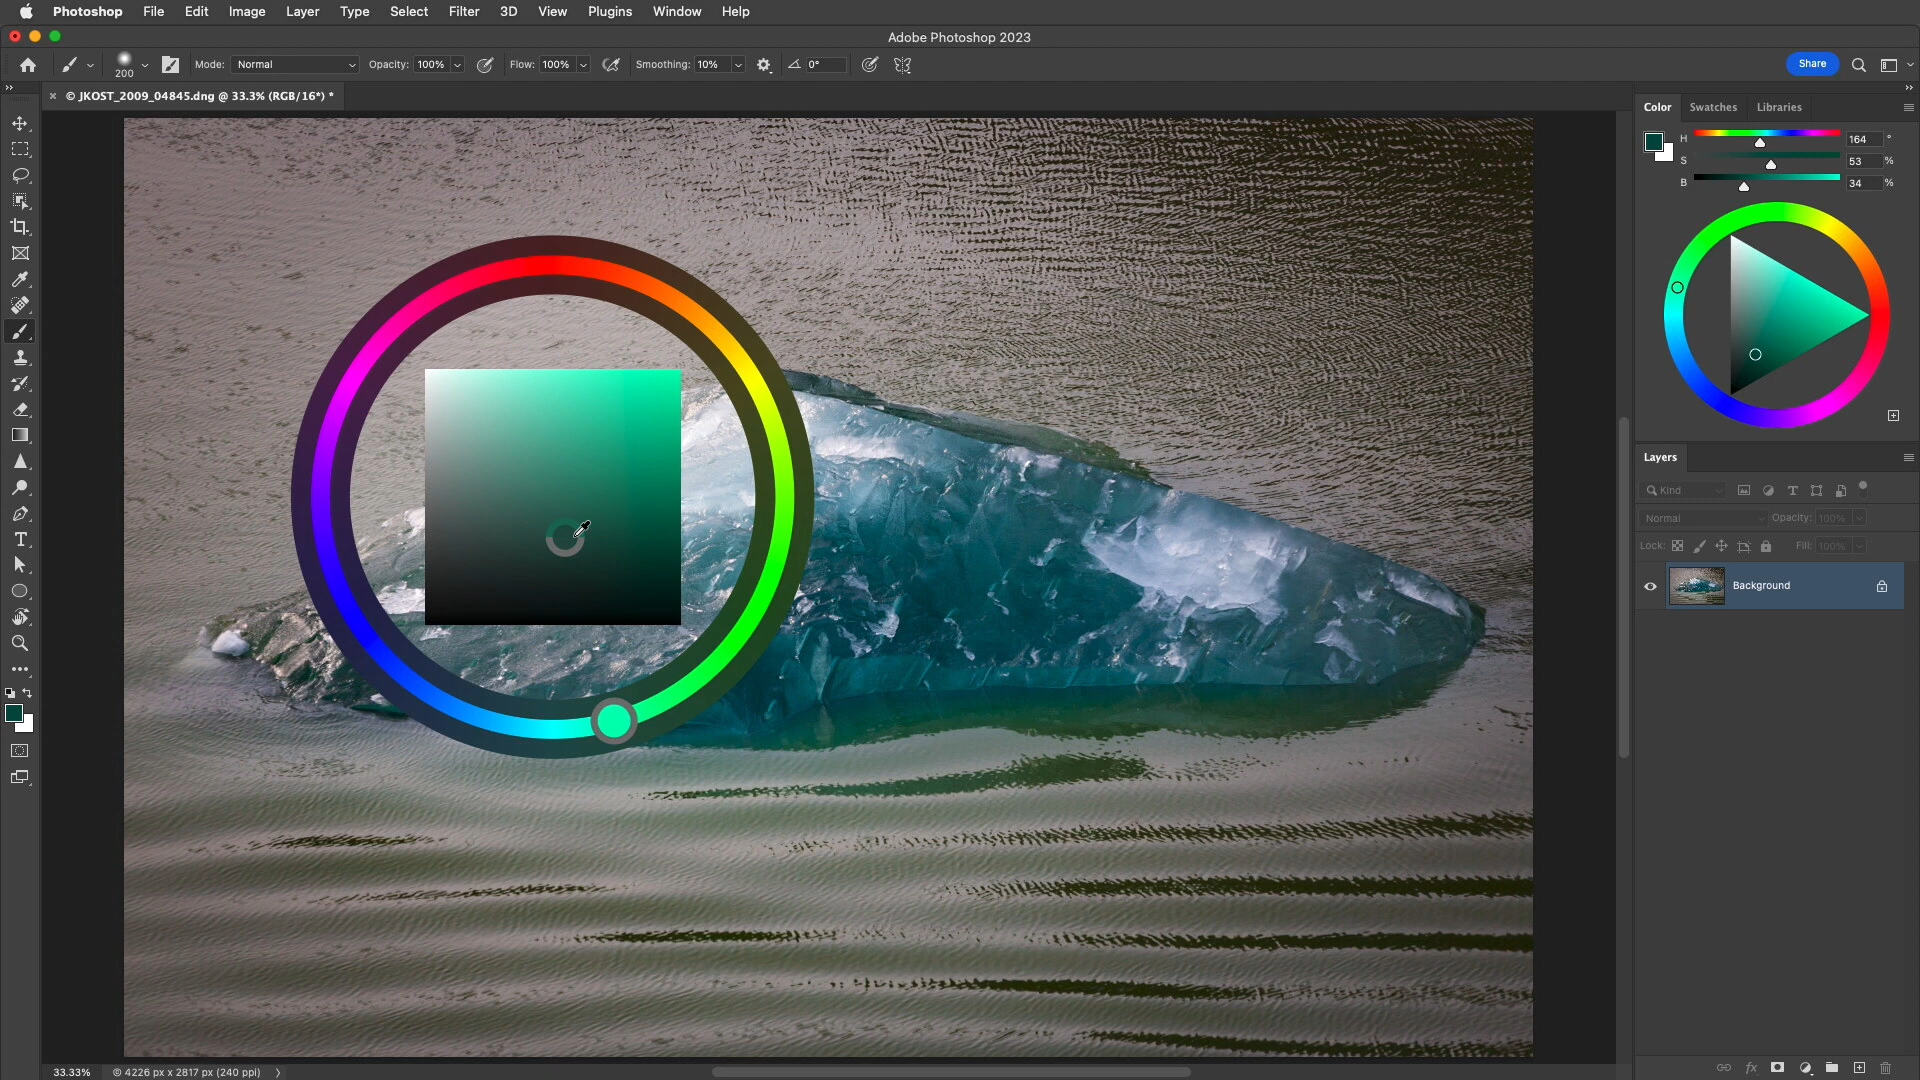 Photoshop File Edit Image Layer Type Select Filter 3D View Plugins Window Help
Adobe Photoshop 2023
200 Mode: Normal Opacity: 100% Flow: 100% Smoothing: 10% 0° Share
© JKOST_2009_04845.dng @ 33.3% (RGB/16*) *
Color Swatches Libraries
H 164 °
S 53 %
B 34 %
Layers
Kind
Normal Opacity: 100%
Lock: Fill: 100%
Background
33.33% © 4226 px x 2817 px (240 ppi)